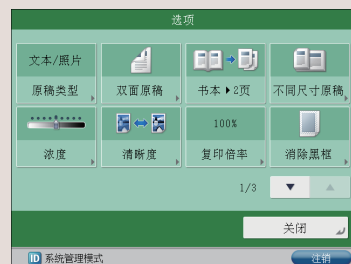 选项
文本/照片
原稿类型 双面原稿 书本▶2页 不同尺寸原稿
100%
浓度 清晰度 复印倍率 消除黑框
1/3
关闭
ID 系统管理模式 注销